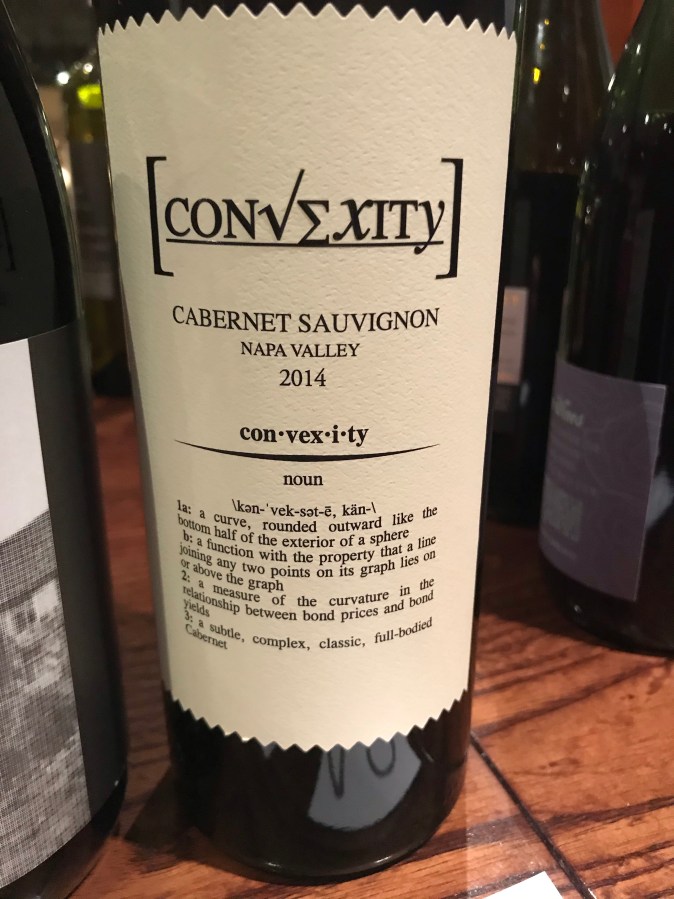 [CON√ΣXITy]
CABERNET SAUVIGNON
NAPA VALLEY
2014
con·vex·i·ty
noun
\kən-ˈvek-sət-ē, kän-\
1a: a curve, rounded outward like the
bottom half of the exterior of a sphere
b: a function with the property that a line
joining any two points on its graph lies on
or above the graph
2: a measure of the curvature in the
relationship between bond prices and bond
yields
3: a subtle, complex, classic, full-bodied
Cabernet